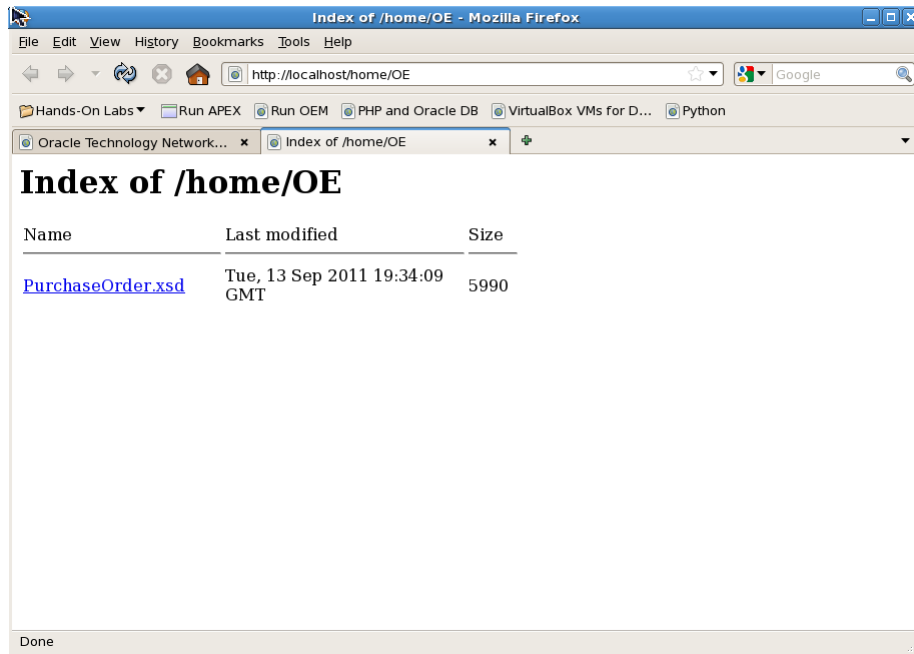 Index of /home/OE - Mozilla Firefox
File Edit View History Bookmarks Tools Help
http://localhost/home/OE Google
Hands-On Labs Run APEX Run OEM PHP and Oracle DB VirtualBox VMs for D... Python
Oracle Technology Network... Index of /home/OE
Index of /home/OE
Name Last modified Size
PurchaseOrder.xsd Tue, 13 Sep 2011 19:34:09 5990
GMT
Done